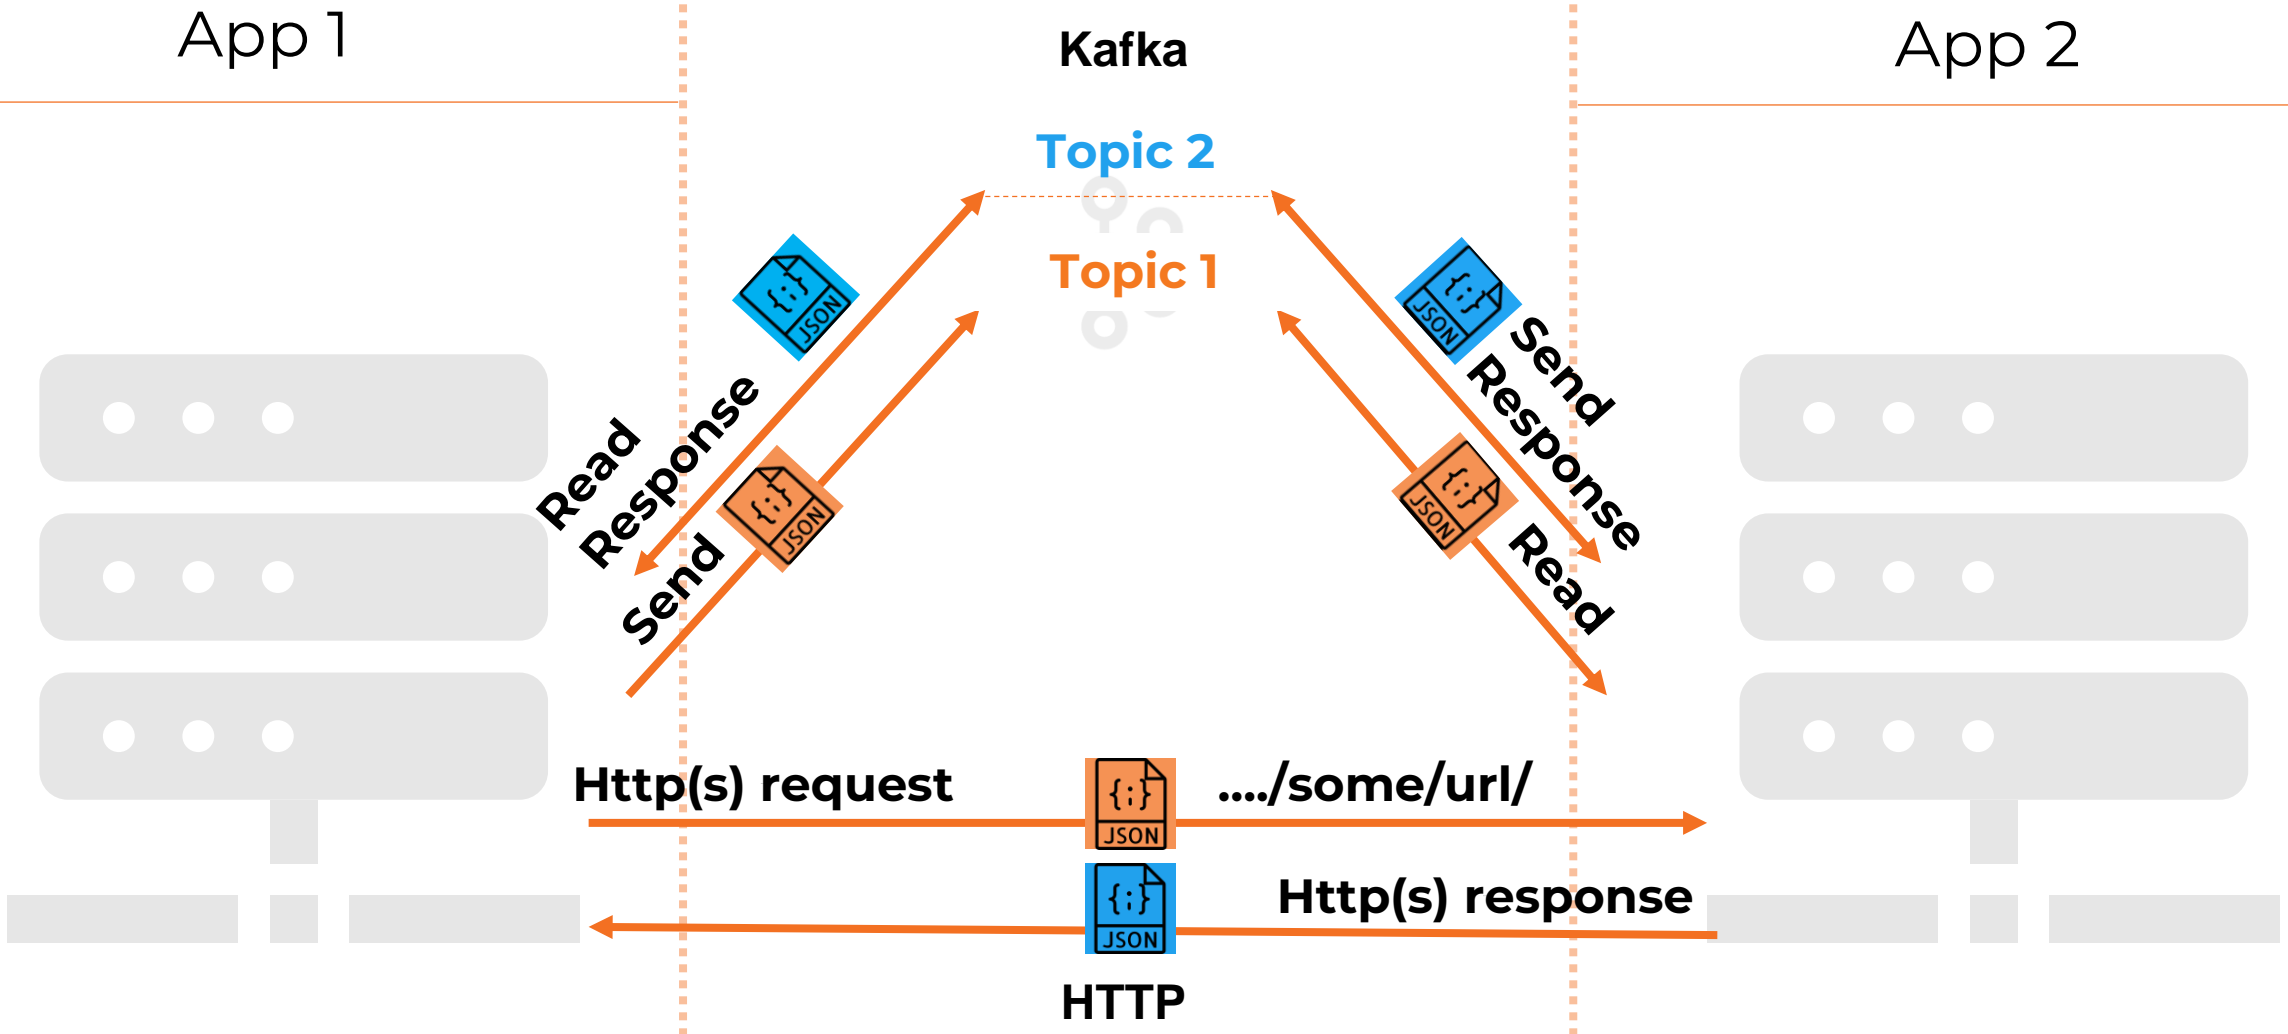 App 1
Kafka
App 2
Topic 2
Topic 1
{;}
JSON
{;}
JSON
Read
Response
Send
Response
{;}
JSON
{;}
JSON
Send
Read
Http(s) request
{;}
JSON
..../some/url/
{;}
JSON
Http(s) response
HTTP